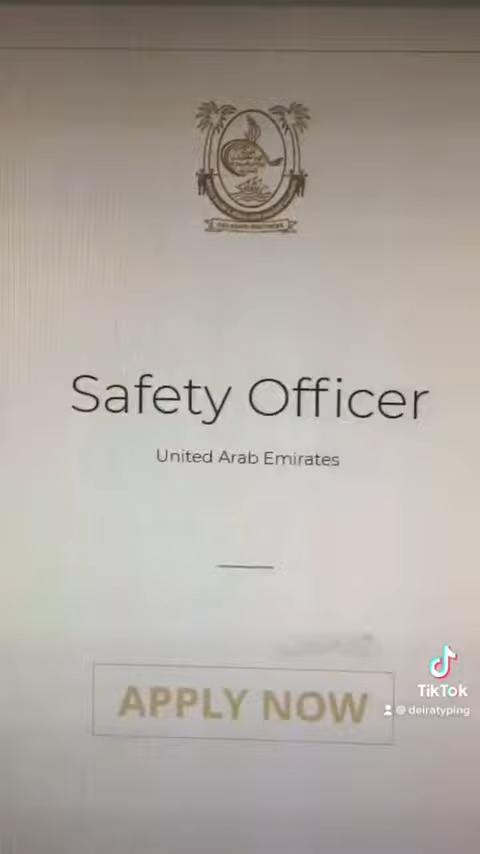 Safety Officer
United Arab Emirates
APPLY NOW
TikTok
@ deiratyping